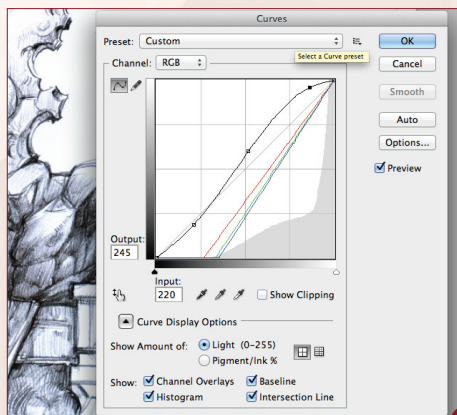 Curves
Preset: Custom
Select a Curve preset
OK
Channel: RGB
Cancel
Smooth
Auto
Options...
Preview
Output:
245
Input:
220
Show Clipping
Curve Display Options
Show Amount of: Light (0-255)
Pigment/Ink %
Show: Channel Overlays Baseline
Histogram Intersection Line